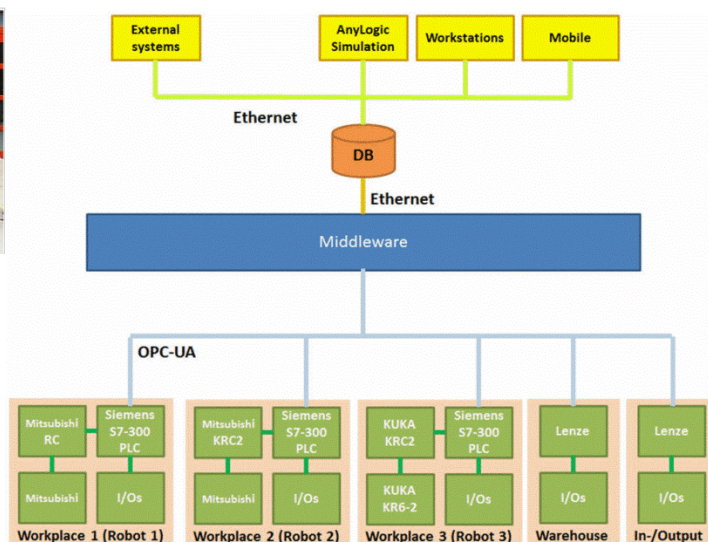 External
systems
AnyLogic
Simulation
Workstations
Mobile
Ethernet
DB
Ethernet
Middleware
OPC-UA
Mitsubishi
RC
Siemens
S7-300
PLC
Mitsubishi
KRC2
Siemens
S7-300
PLC
KUKA
KRC2
Siemens
S7-300
PLC
Lenze
Lenze
Mitsubishi
I/Os
Mitsubishi
I/Os
KUKA
KR6-2
I/Os
I/Os
I/Os
Workplace 1 (Robot 1)
Workplace 2 (Robot 2)
Workplace 3 (Robot 3)
Warehouse
In-/Output